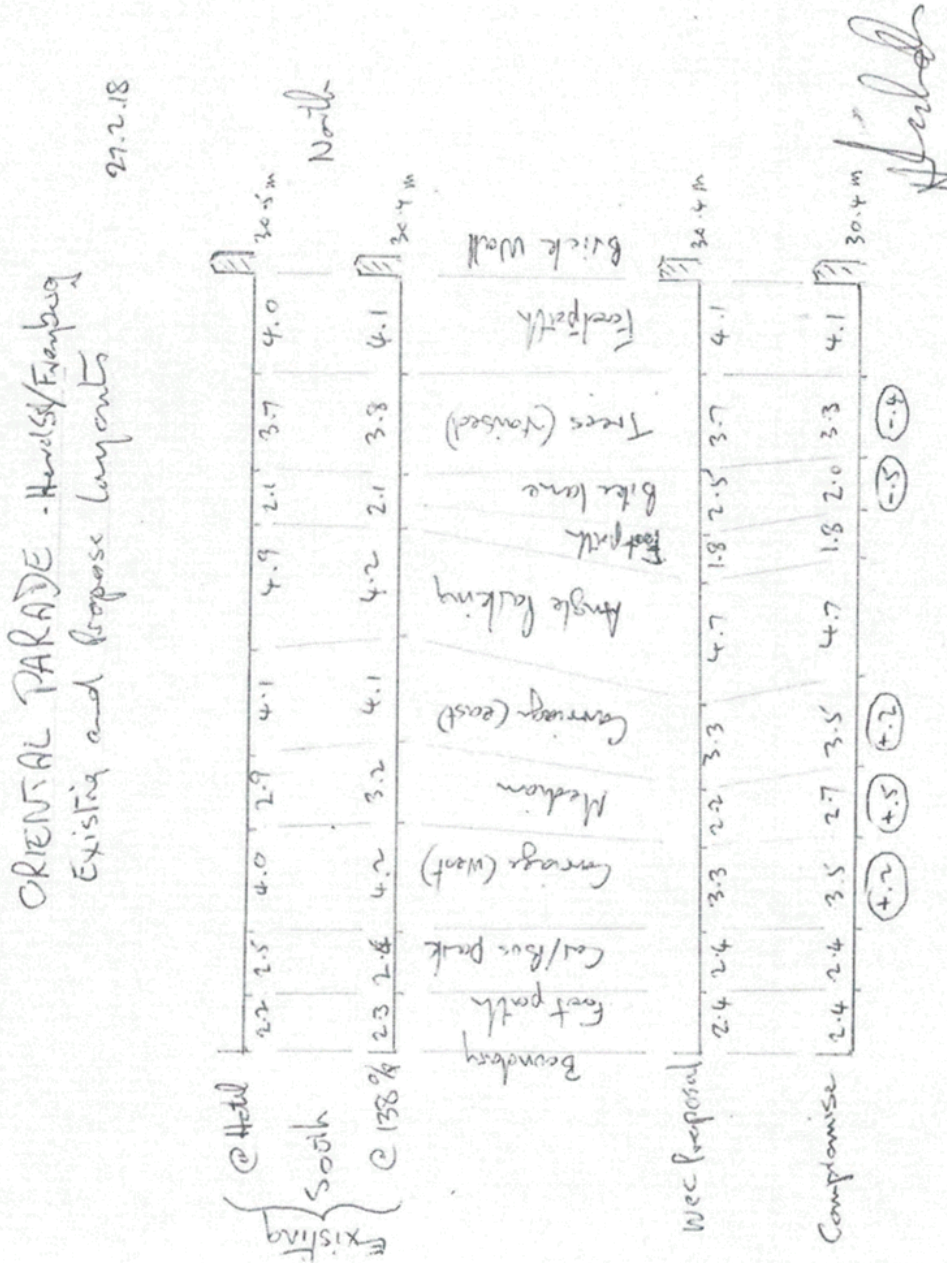 ORIENTAL PARADE - Herd St/Freyberg
Existing and Propose Layouts
27.2.18
Existing
@ Hotel
2.2 2.5 4.0 2.9 4.1 4.9 2.1 3.7 4.0 30.5 m
South
North
@ 138 %
2.3 2.4 4.2 3.2 4.1 4.2 2.1 3.8 4.1 30.4 m
Boundary
Foot path
Car/Bus Park
Carriage (West)
Median
Carriage (east)
Angle Parking
Footpath
Bike lane
Trees (raised)
Footpath
Brick Wall
WCC Proposal
2.4 2.4 3.3 2.2 3.3 4.7 1.8 2.5 3.7 4.1 30.4 m
Compromise
2.4 2.4 3.5 2.7 3.5 4.7 1.8 2.0 3.3 4.1 30.4 m
+.2 +.5 +.2 -.5 -.4